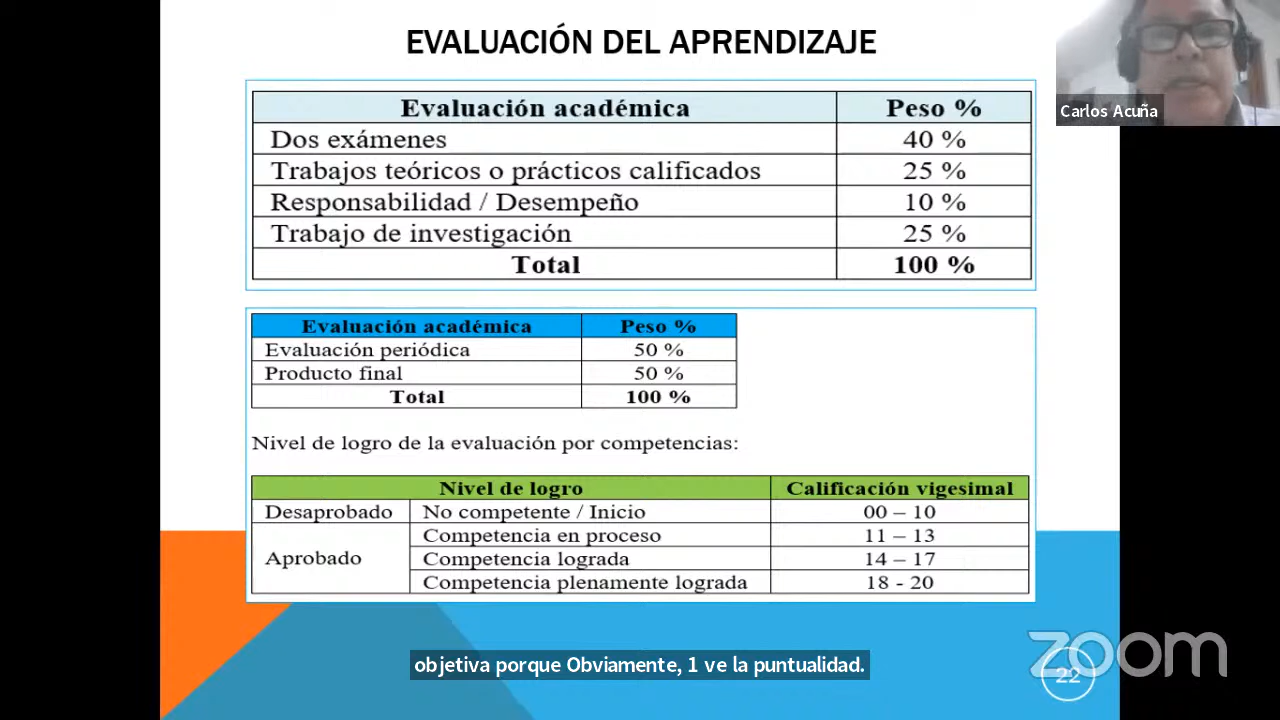 EVALUACIÓN DEL APRENDIZAJE
Carlos Acuña
Evaluación académica Peso %
Dos exámenes 40 %
Trabajos teóricos o prácticos calificados 25 %
Responsabilidad / Desempeño 10 %
Trabajo de investigación 25 %
Total 100 %
Evaluación académica Peso %
Evaluación periódica 50 %
Producto final 50 %
Total 100 %
Nivel de logro de la evaluación por competencias:
Nivel de logro Calificación vigesimal
Desaprobado No competente / Inicio 00 – 10
Aprobado Competencia en proceso 11 – 13
Competencia lograda 14 – 17
Competencia plenamente lograda 18 - 20
objetiva porque Obviamente, 1 ve la puntualidad.
zoom
22